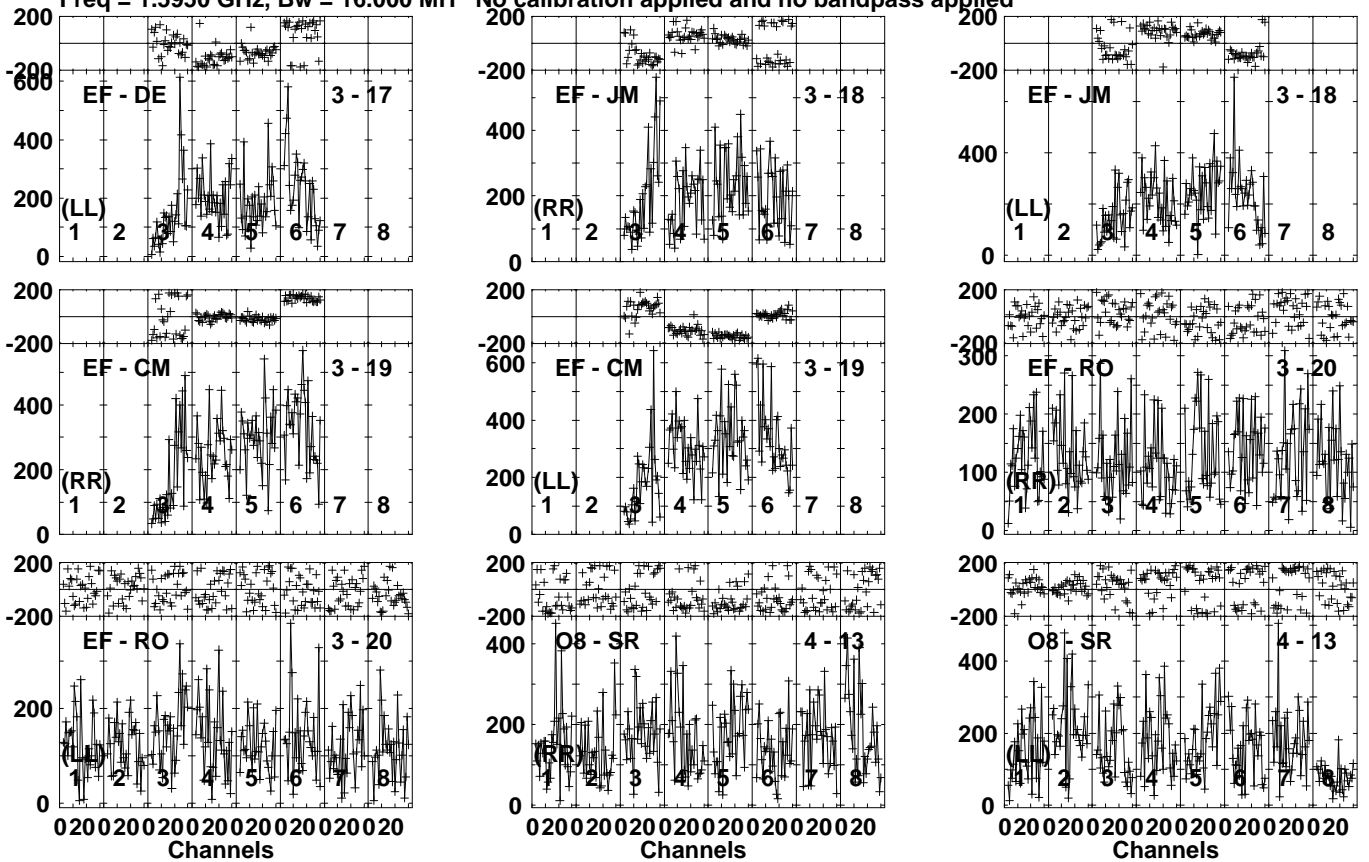 Freq = 1.5950 GHz, Bw = 16.000 MH No calibration applied and no bandpass applied
200 200 200
-200 -200 -200
600
EF - DE 3 - 17 EF - JM 3 - 18 EF - JM 3 - 18
400 400 400
200 200 200
(LL) (RR) (LL)
1 2 3 4 5 6 7 8 1 2 3 4 5 6 7 8 1 2 3 4 5 6 7 8
0 0 0
200 200 200
-200 -200 -200
600 300
EF - CM 3 - 19 EF - CM 3 - 19 EF - RO 3 - 20
400 400 200
200 200 100
(RR) (LL) (RR)
1 2 3 4 5 6 7 8 1 2 3 4 5 6 7 8 1 2 3 4 5 6 7 8
0 0 0
200 200 200
-200 -200 -200
EF - RO 3 - 20 O8 - SR 4 - 13 O8 - SR 4 - 13
400 400
200 200 200
(LL) (RR) (LL)
1 2 3 4 5 6 7 8 1 2 3 4 5 6 7 8 1 2 3 4 5 6 7 8
0 0 0
0 20 0 20 0 20 0 20 0 20 0 20 0 20 0 20 0 20 0 20 0 20 0 20 0 20 0 20 0 20 0 20 0 20 0 20 0 20 0 20 0 20 0 20 0 20 0 20
Channels Channels Channels